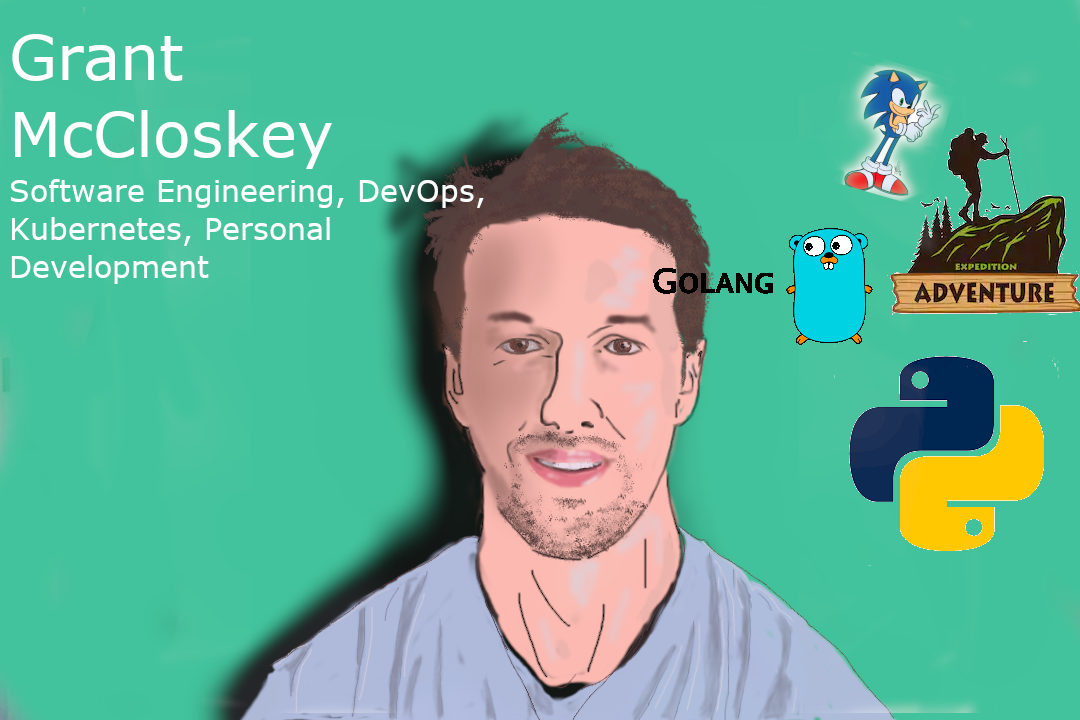 Grant
McCloskey
Software Engineering, DevOps,
Kubernetes, Personal
Development
GOLANG
EXPEDITION
ADVENTURE